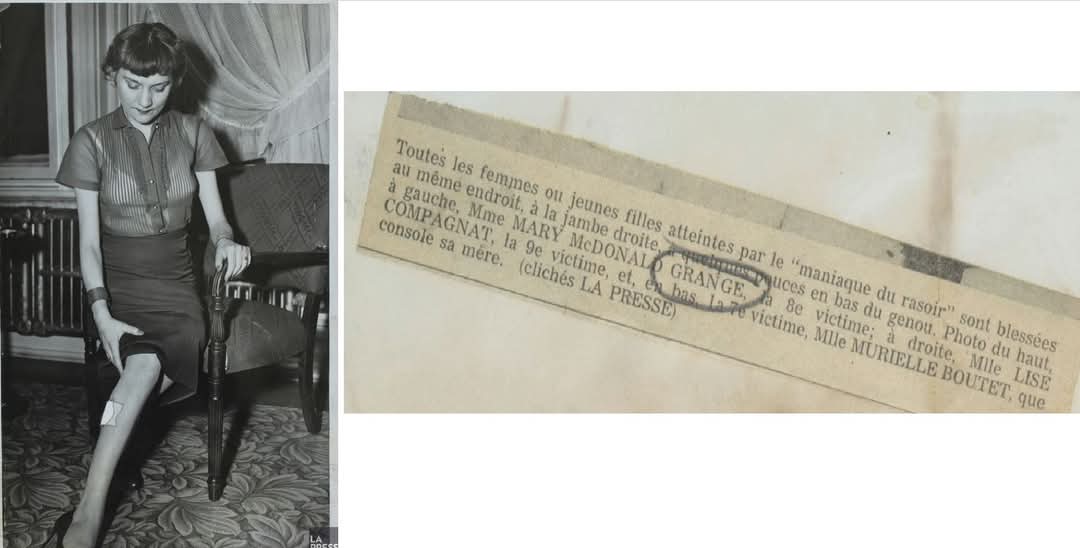 Toutes les femmes ou jeunes filles atteintes par le "maniaque du rasoir" sont blessées
au même endroit, à la jambe droite à quelques pouces en bas du genou. Photo du haut,
à gauche, Mme MARY McDONALD GRANGE, la 8e victime; à droite, Mlle LISE
COMPAGNAT, la 9e victime, et, en bas, la 7e victime, Mlle MURIELLE BOUTET, que
console sa mère. (clichés LA PRESSE)
LA
PRESSE